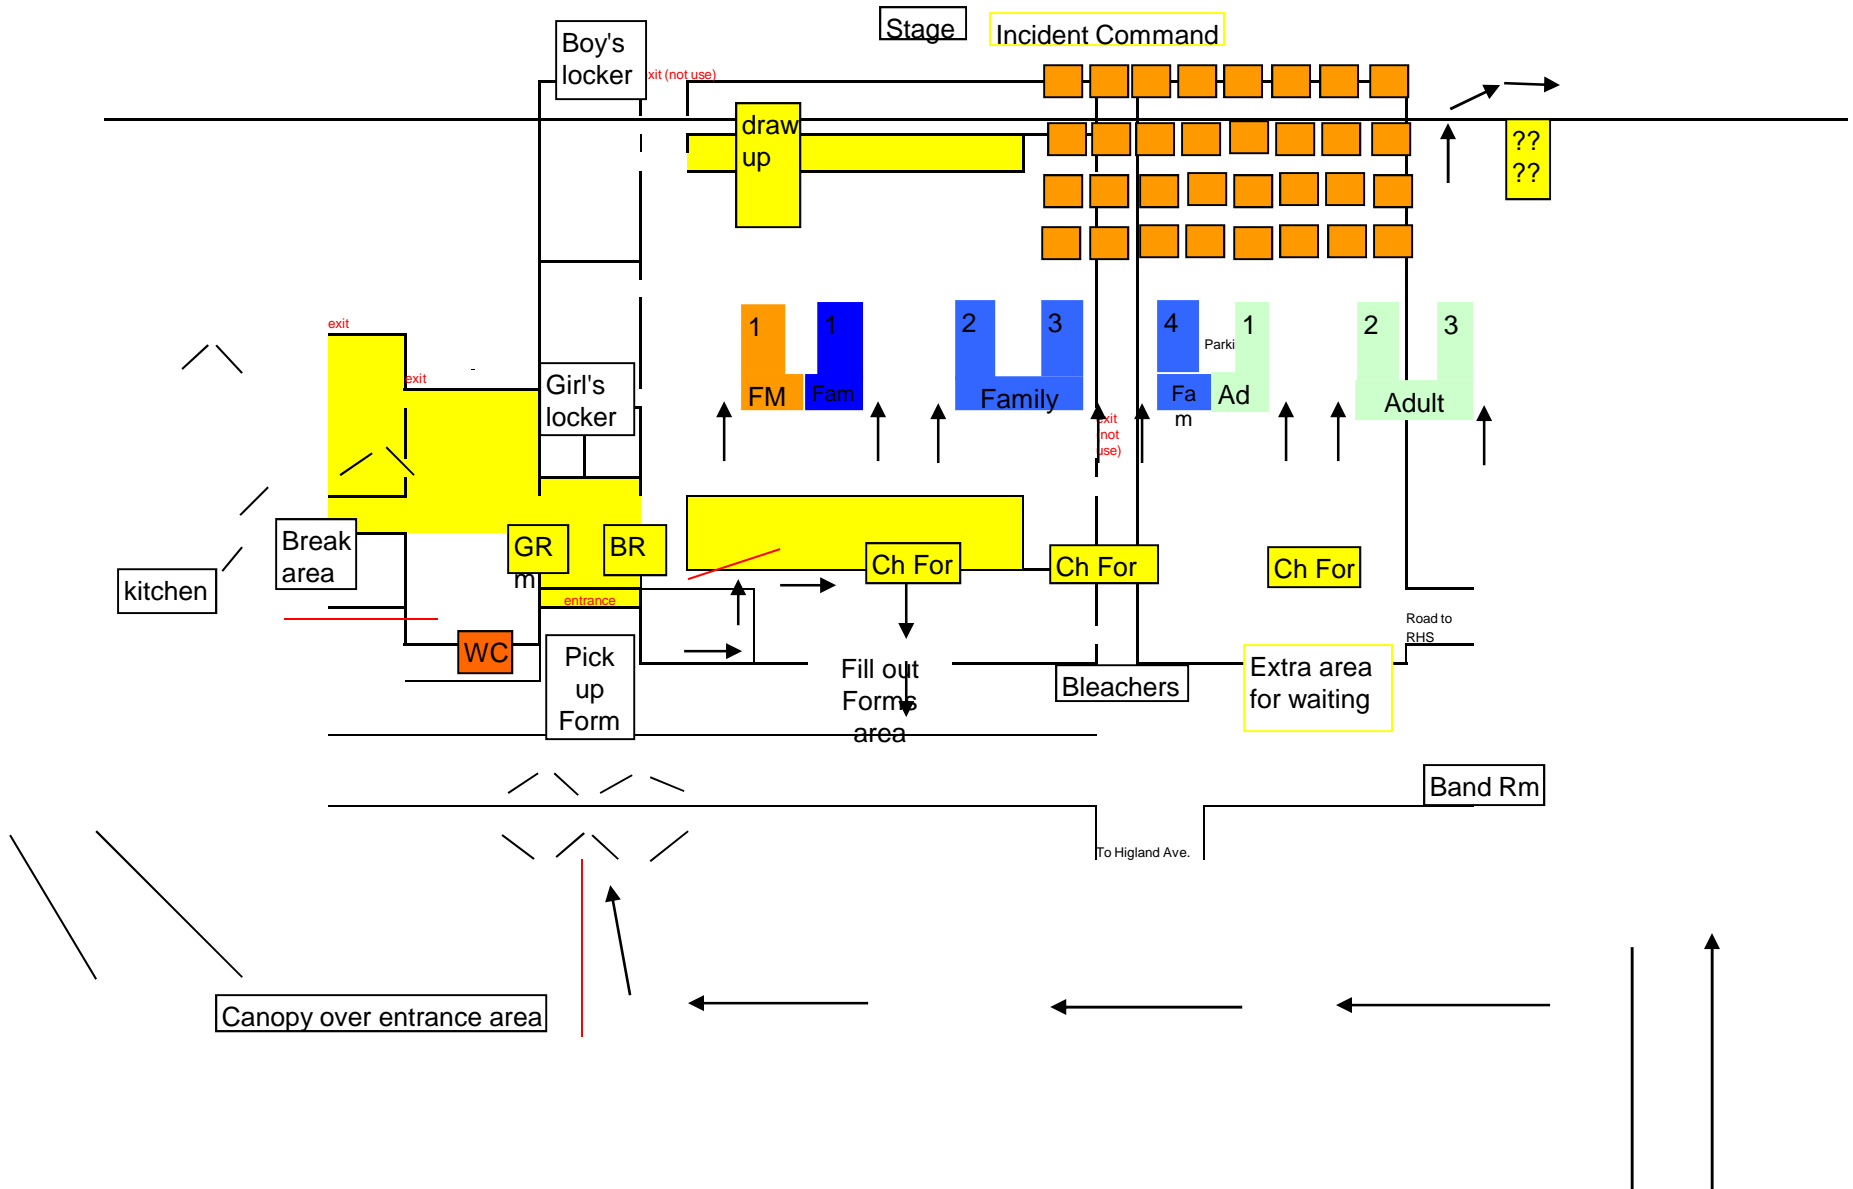 Stage
Incident Command
Boy's
locker
xit (not use)
draw
up
??
??
exit
1
1
2
3
4
1
2
3
Parki
exit
Girl's
locker
FM
Fam
Family
Fa
m
Ad
Adult
exit
(not
use)
Break
area
GR
m
BR
Ch For
Ch For
Ch For
kitchen
entrance
Road to
RHS
WC
Pick
up
Form
Fill out
Forms
area
Bleachers
Extra area
for waiting
Band Rm
To Higland Ave.
Canopy over entrance area